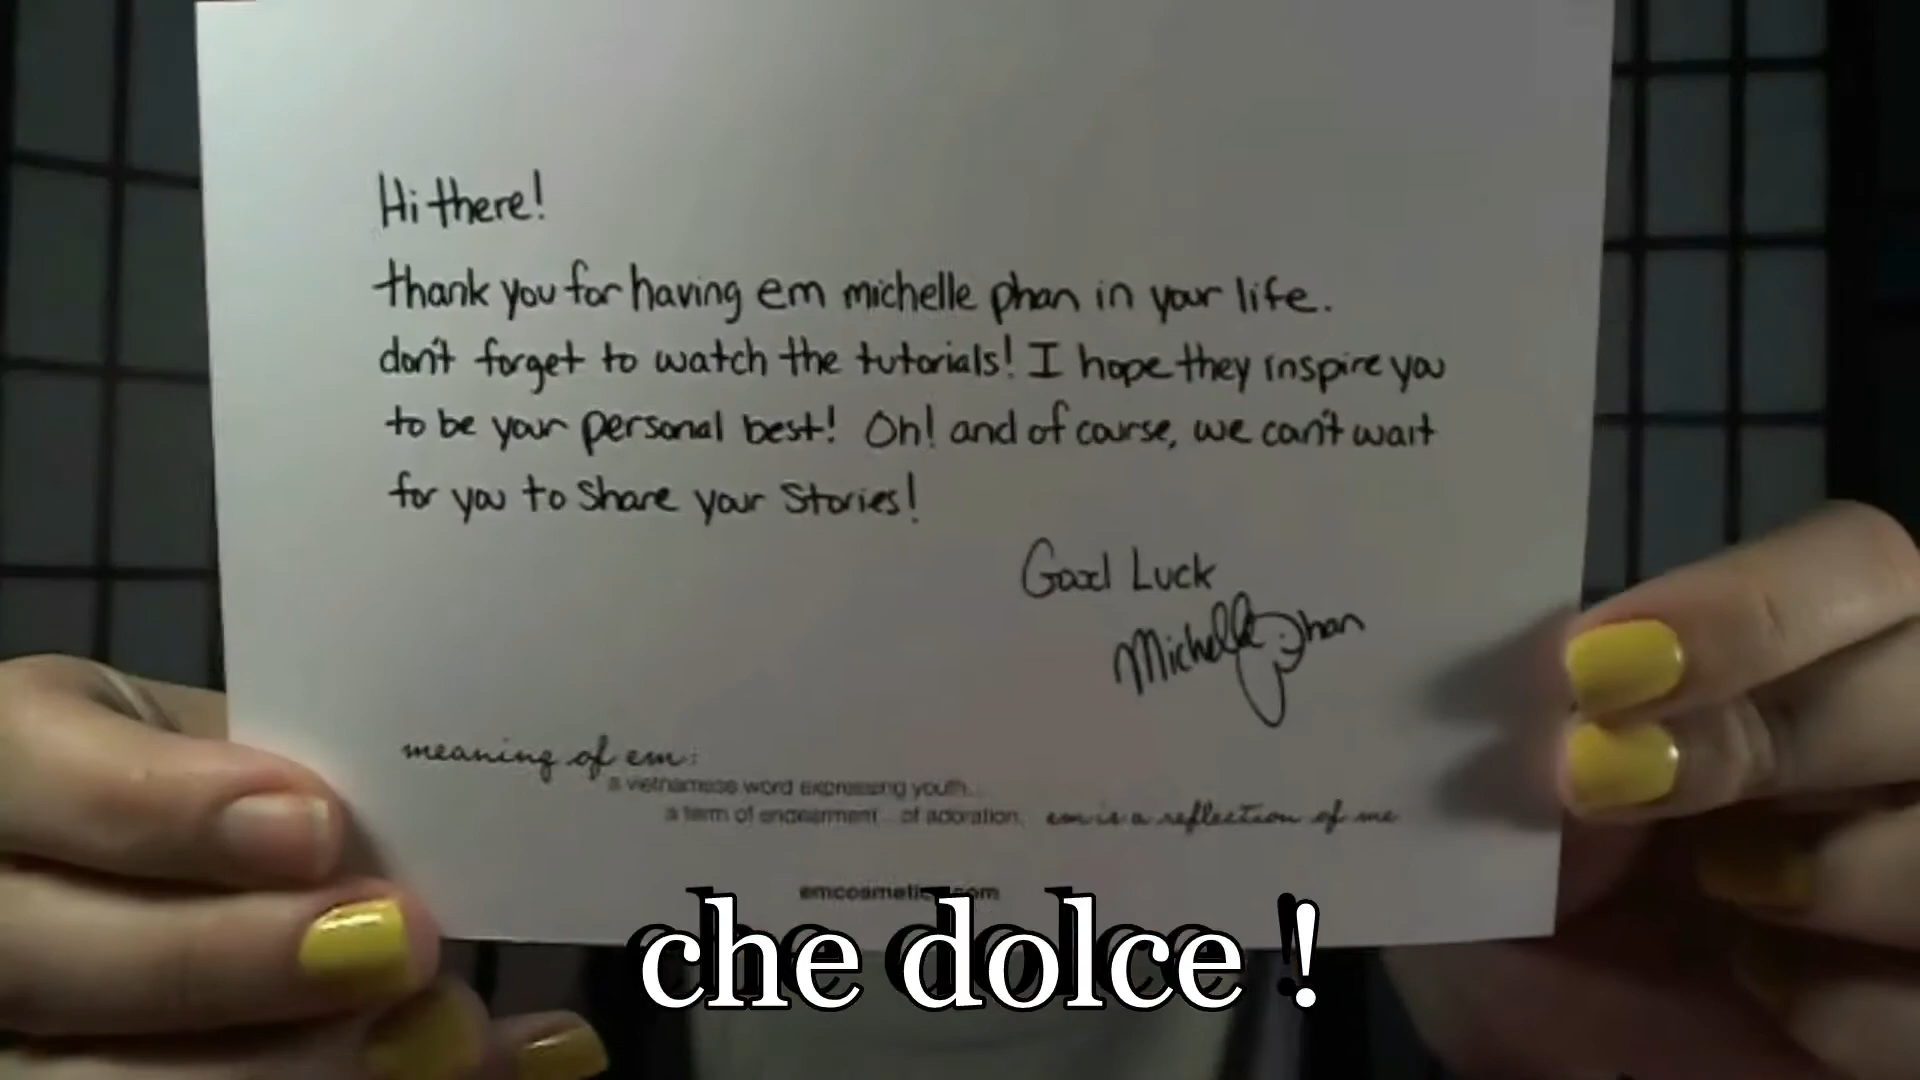 Hi there!
thank you for having em michelle phan in your life.
don't forget to watch the tutorials! I hope they inspire you
to be your personal best! Oh! and of course, we can't wait
for you to share your stories!
Good Luck
Michelle Phan
meaning of em:
a vietnamese word expressing youth...
a term of endearment... of adoration. em is a reflection of me
emcosmetics.com
che dolce !